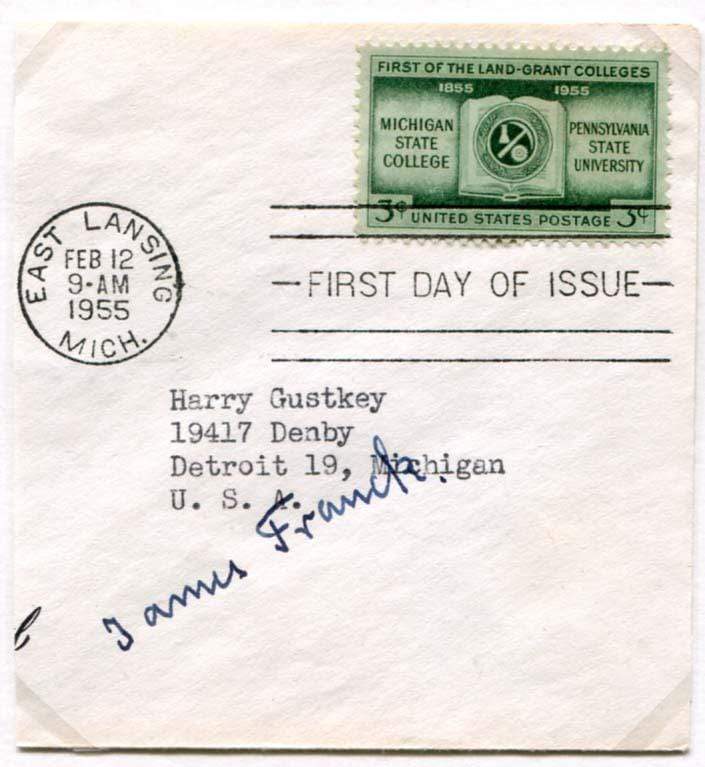 FIRST OF THE LAND-GRANT COLLEGES
1855 1955
MICHIGAN STATE COLLEGE
PENNSYLVANIA STATE UNIVERSITY
3¢ UNITED STATES POSTAGE 3¢
EAST LANSING
FEB 12
9-AM
1955
MICH.
—FIRST DAY OF ISSUE—
Harry Gustkey
19417 Denby
Detroit 19, Michigan
U. S. A.
James Franck.